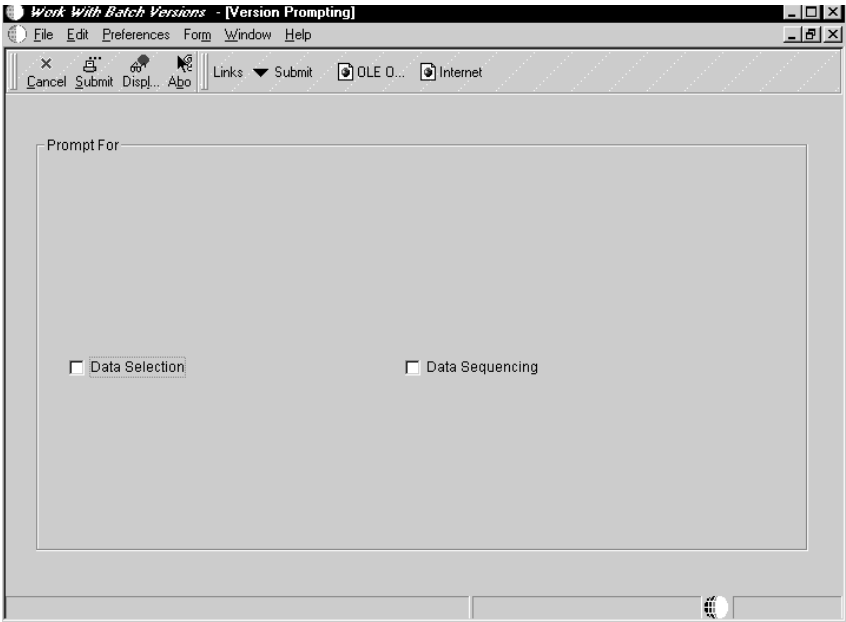 Work With Batch Versions - [Version Prompting]
File Edit Preferences Form Window Help
Cancel Submit Displ... Abo Links Submit OLE O... Internet
Prompt For
Data Selection Data Sequencing